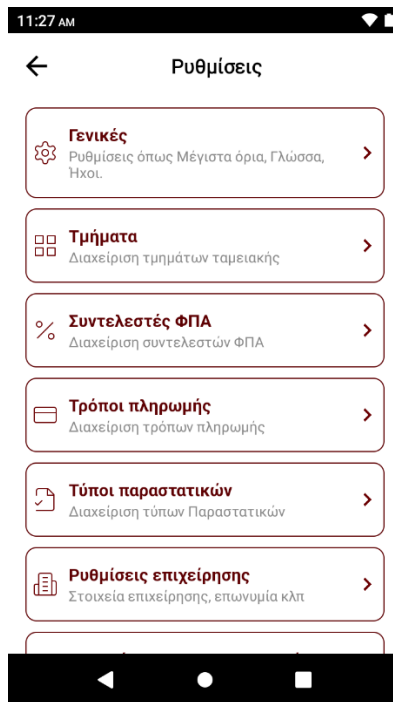 11:27 AM
Ρυθμίσεις
Γενικές
Ρυθμίσεις όπως Μέγιστα όρια, Γλώσσα,
Ήχοι.
Τμήματα
Διαχείριση τμημάτων ταμειακής
Συντελεστές ΦΠΑ
Διαχείριση συντελεστών ΦΠΑ
Τρόποι πληρωμής
Διαχείριση τρόπων πληρωμής
Τύποι παραστατικών
Διαχείριση τύπων Παραστατικών
Ρυθμίσεις επιχείρησης
Στοιχεία επιχείρησης, επωνυμία κλπ